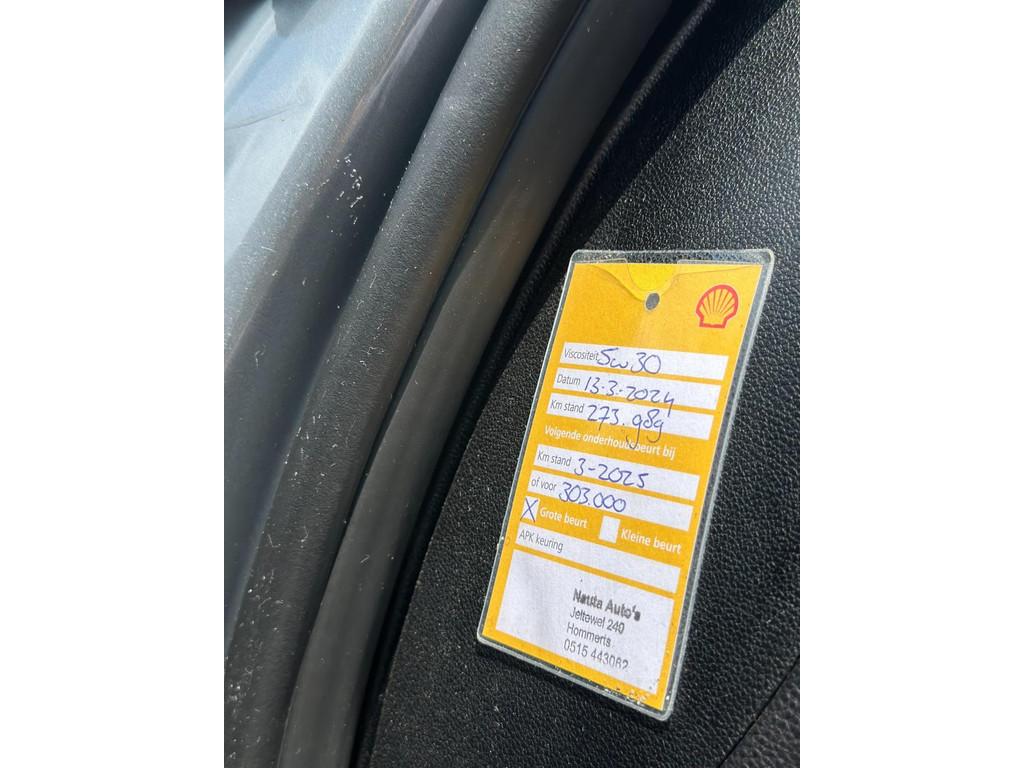 Viscositeit 5w30
Datum 13-3-2024
Km stand 273.989
Volgende onderhoudsbeurt bij
Km stand 3-2025
of voor 303.000
X Grote beurt Kleine beurt
APK keuring
Nauta Auto's
Jeltewei 240
Hommerts
0515 443062